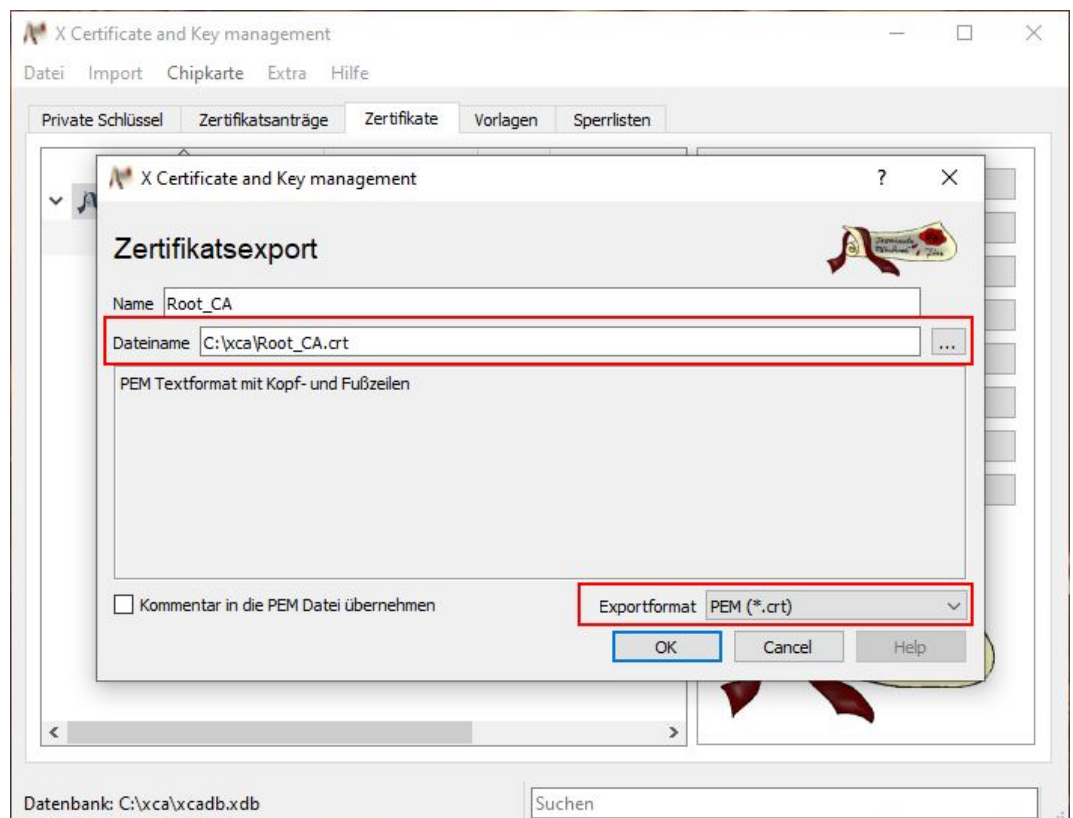 X Certificate and Key management
Datei Import Chipkarte Extra Hilfe
Private Schlüssel Zertifikatsanträge Zertifikate Vorlagen Sperrlisten
X Certificate and Key management
Zertifikatsexport
Name Root_CA
Dateiname C:\xca\Root_CA.crt ...
PEM Textformat mit Kopf- und Fußzeilen
Kommentar in die PEM Datei übernehmen
Exportformat PEM (*.crt)
OK Cancel Help
Datenbank: C:\xca\xcadb.xdb
Suchen